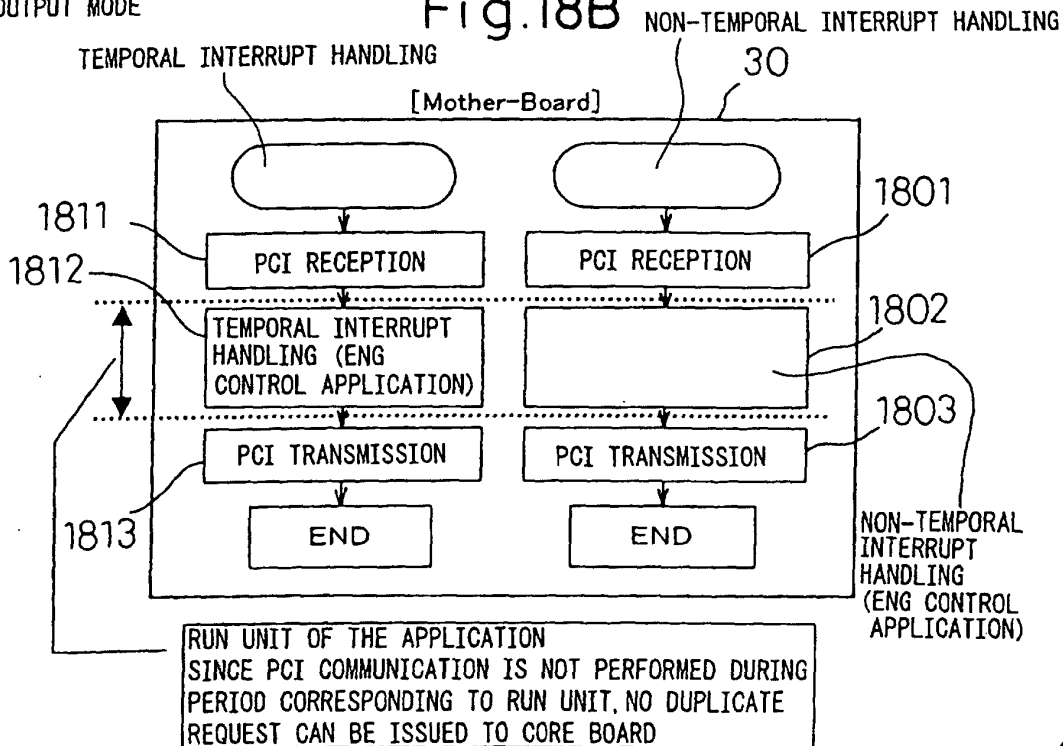 OUTPUT MODE
Fig.18B
NON-TEMPORAL INTERRUPT HANDLING
TEMPORAL INTERRUPT HANDLING
30
[Mother-Board]
1811
PCI RECEPTION
PCI RECEPTION
1801
1812
TEMPORAL INTERRUPT
HANDLING (ENG
CONTROL APPLICATION)
1802
PCI TRANSMISSION
PCI TRANSMISSION
1803
1813
END
END
NON-TEMPORAL
INTERRUPT
HANDLING
(ENG CONTROL
APPLICATION)
RUN UNIT OF THE APPLICATION
SINCE PCI COMMUNICATION IS NOT PERFORMED DURING
PERIOD CORRESPONDING TO RUN UNIT, NO DUPLICATE
REQUEST CAN BE ISSUED TO CORE BOARD